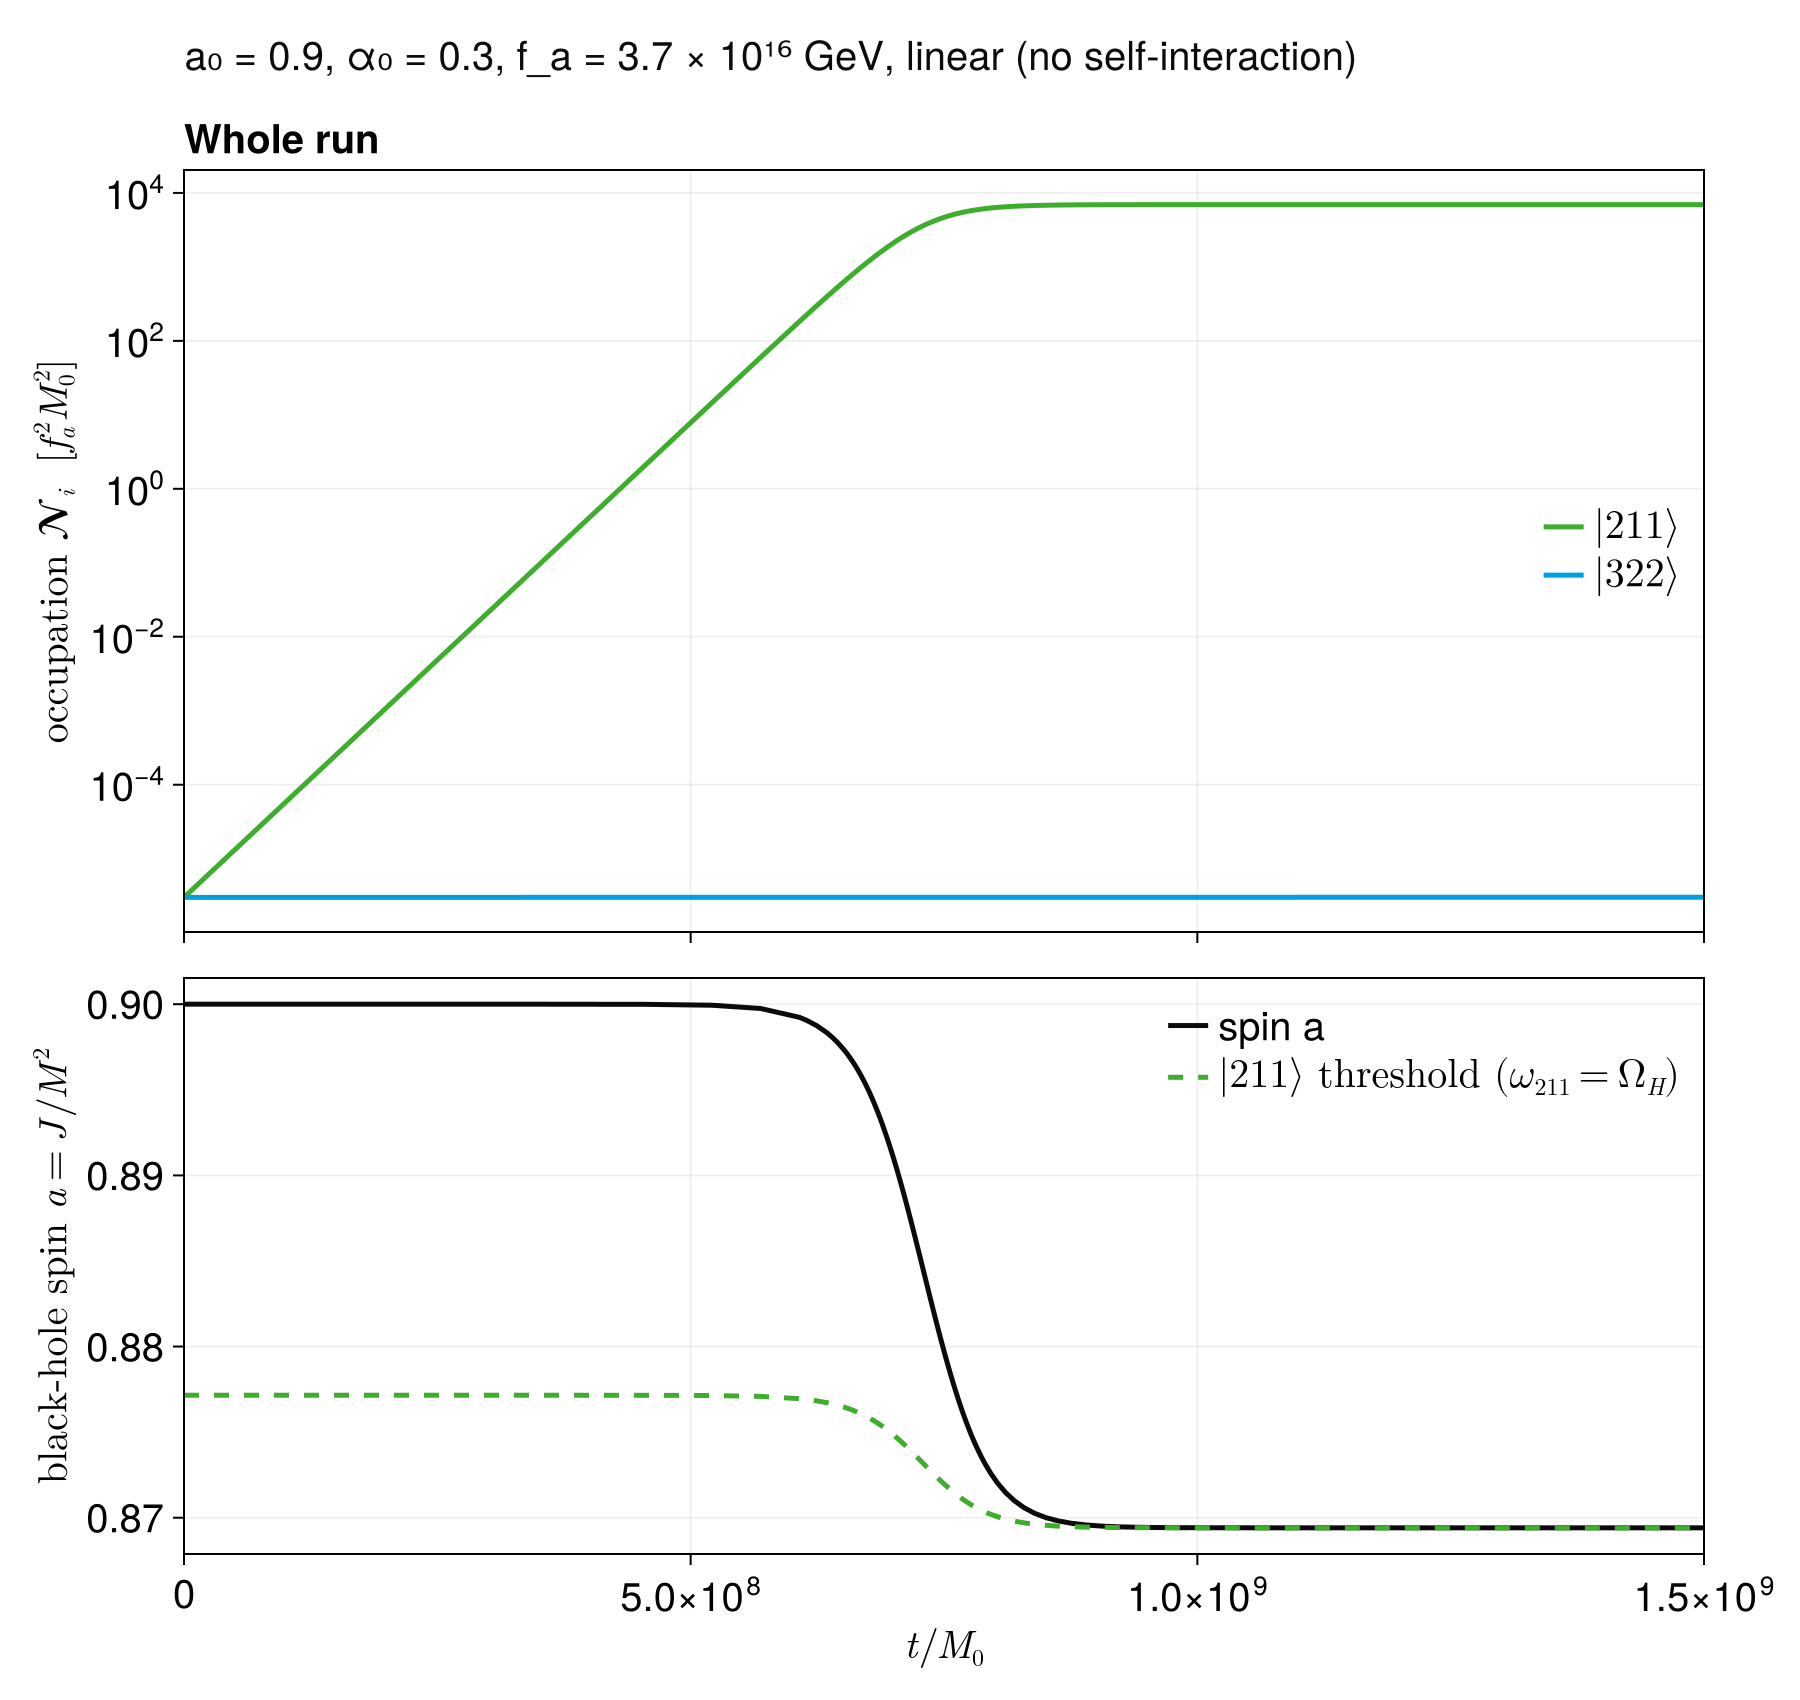 a₀ = 0.9, α₀ = 0.3, f_a = 3.7 × 10¹⁶ GeV, linear (no self-interaction)
Whole run
occupation 𝒩ᵢ [f_a² M₀²]
10⁴
10²
10⁰
10⁻²
10⁻⁴
|211⟩
|322⟩
black-hole spin a = J/M²
0.90
0.89
0.88
0.87
spin a
|211⟩ threshold (ω₂₁₁ = Ω_H)
0
5.0×10⁸
1.0×10⁹
1.5×10⁹
t/M₀